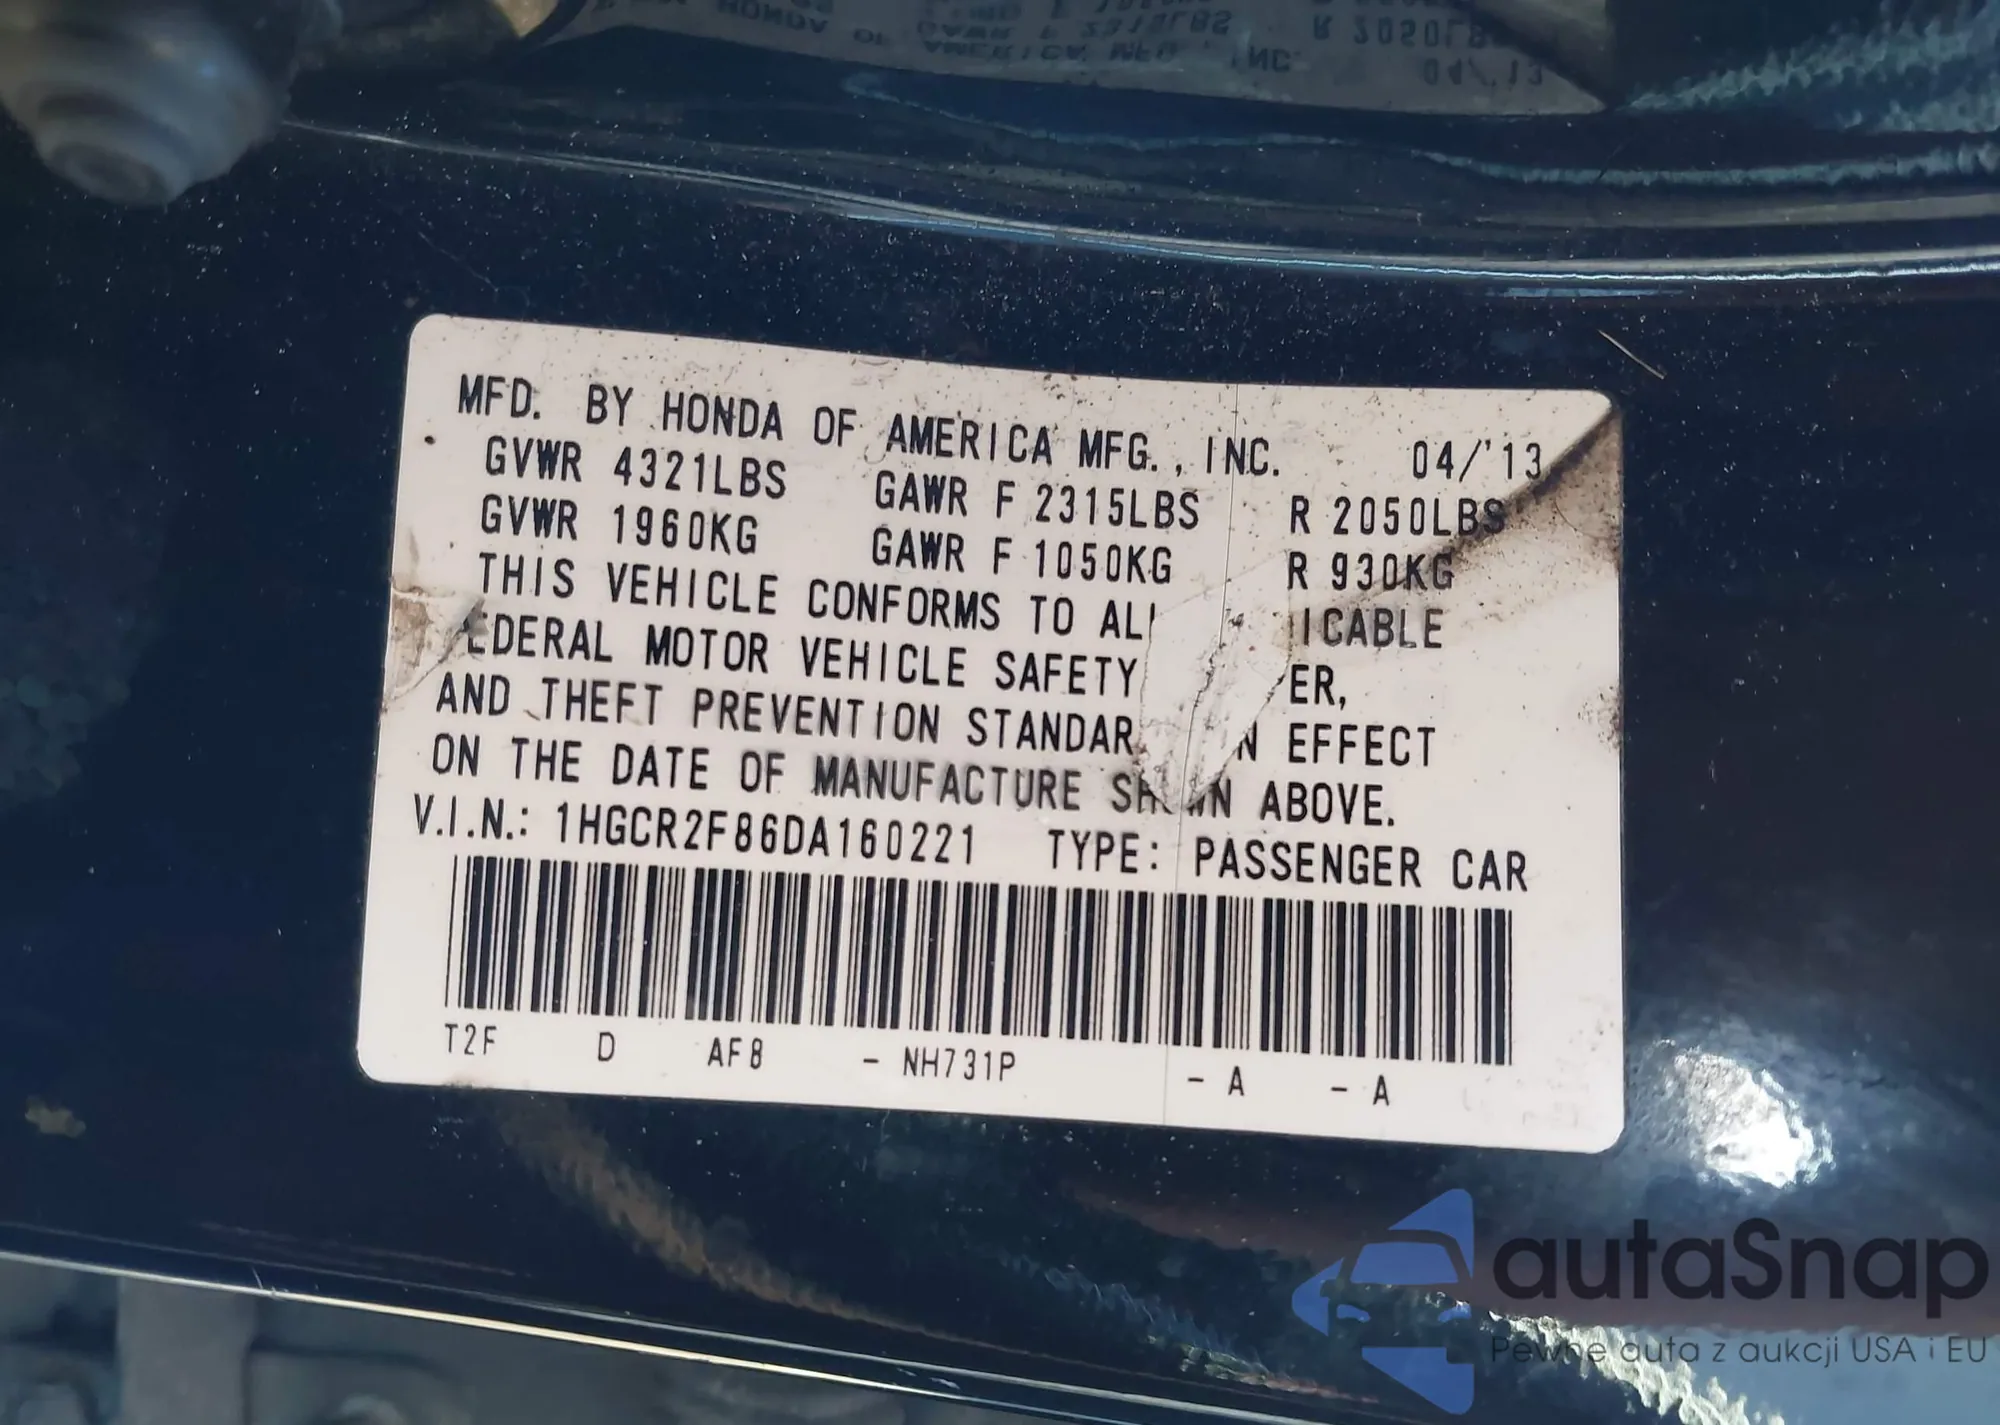 MFD. BY HONDA OF AMERICA MFG., INC. 04/'13
GVWR 4321LBS GAWR F 2315LBS R 2050LBS
GVWR 1960KG GAWR F 1050KG R 930KG
THIS VEHICLE CONFORMS TO ICABLE
EDERAL MOTOR VEHICLE SAFETY ER,
AND THEFT PREVENTION STANDAR N EFFECT
ON THE DATE OF MANUFACTURE ABOVE.
V.I.N.: 1HGCR2F86DA160221 TYPE: PASSENGER CAR
T2F D AF8 - NH731P - A - A
autaSnap
Pewne auta z aukcji USA i EU